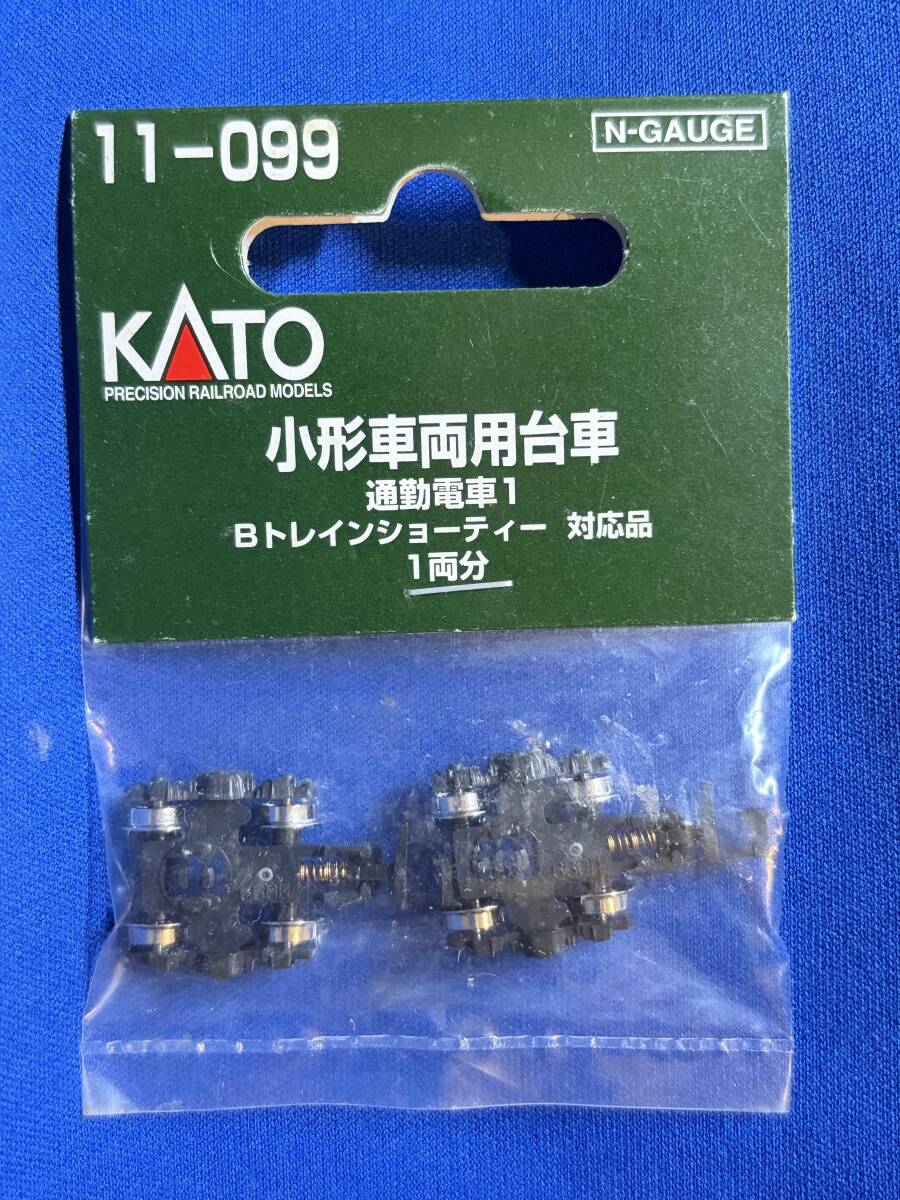 11-099
N-GAUGE
KATO
PRECISION RAILROAD MODELS
小形車両用台車
通勤電車1
Bトレインショーティー 対応品
1両分